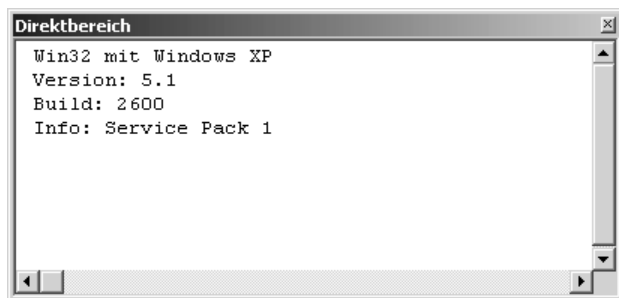 Direktbereich
Win32 mit Windows XP
Version: 5.1
Build: 2600
Info: Service Pack 1